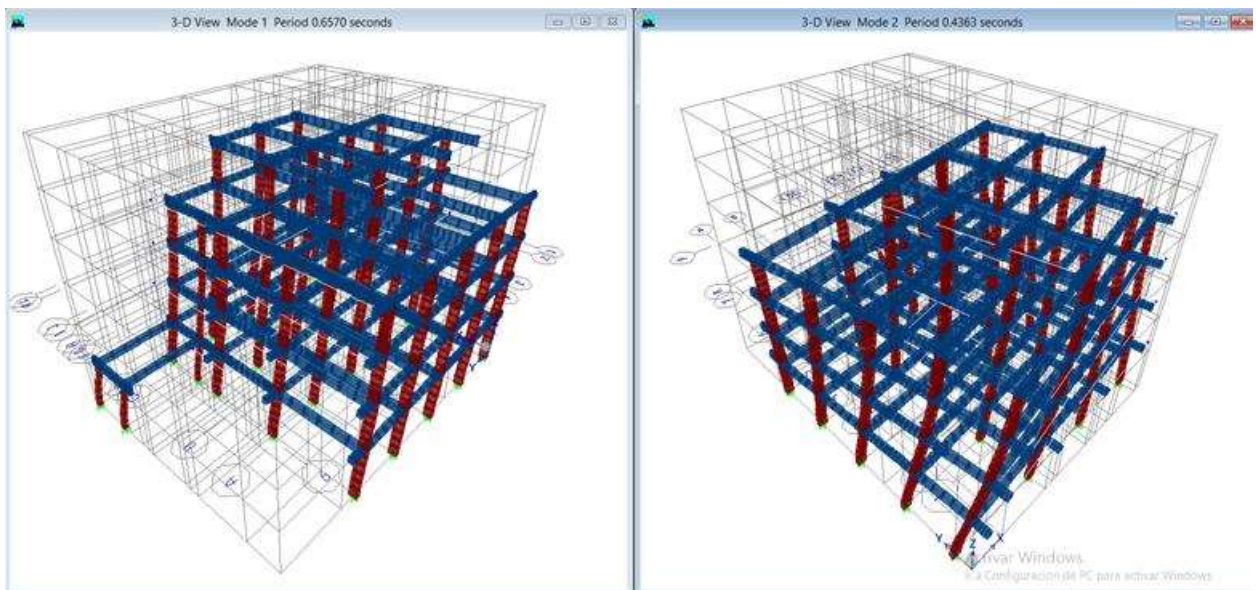 3-D View Mode 1 Period 0.6570 seconds
3-D View Mode 2 Period 0.4363 seconds
Y
Y
Z
X
Activar Windows
Configuración de PC para activar Windows